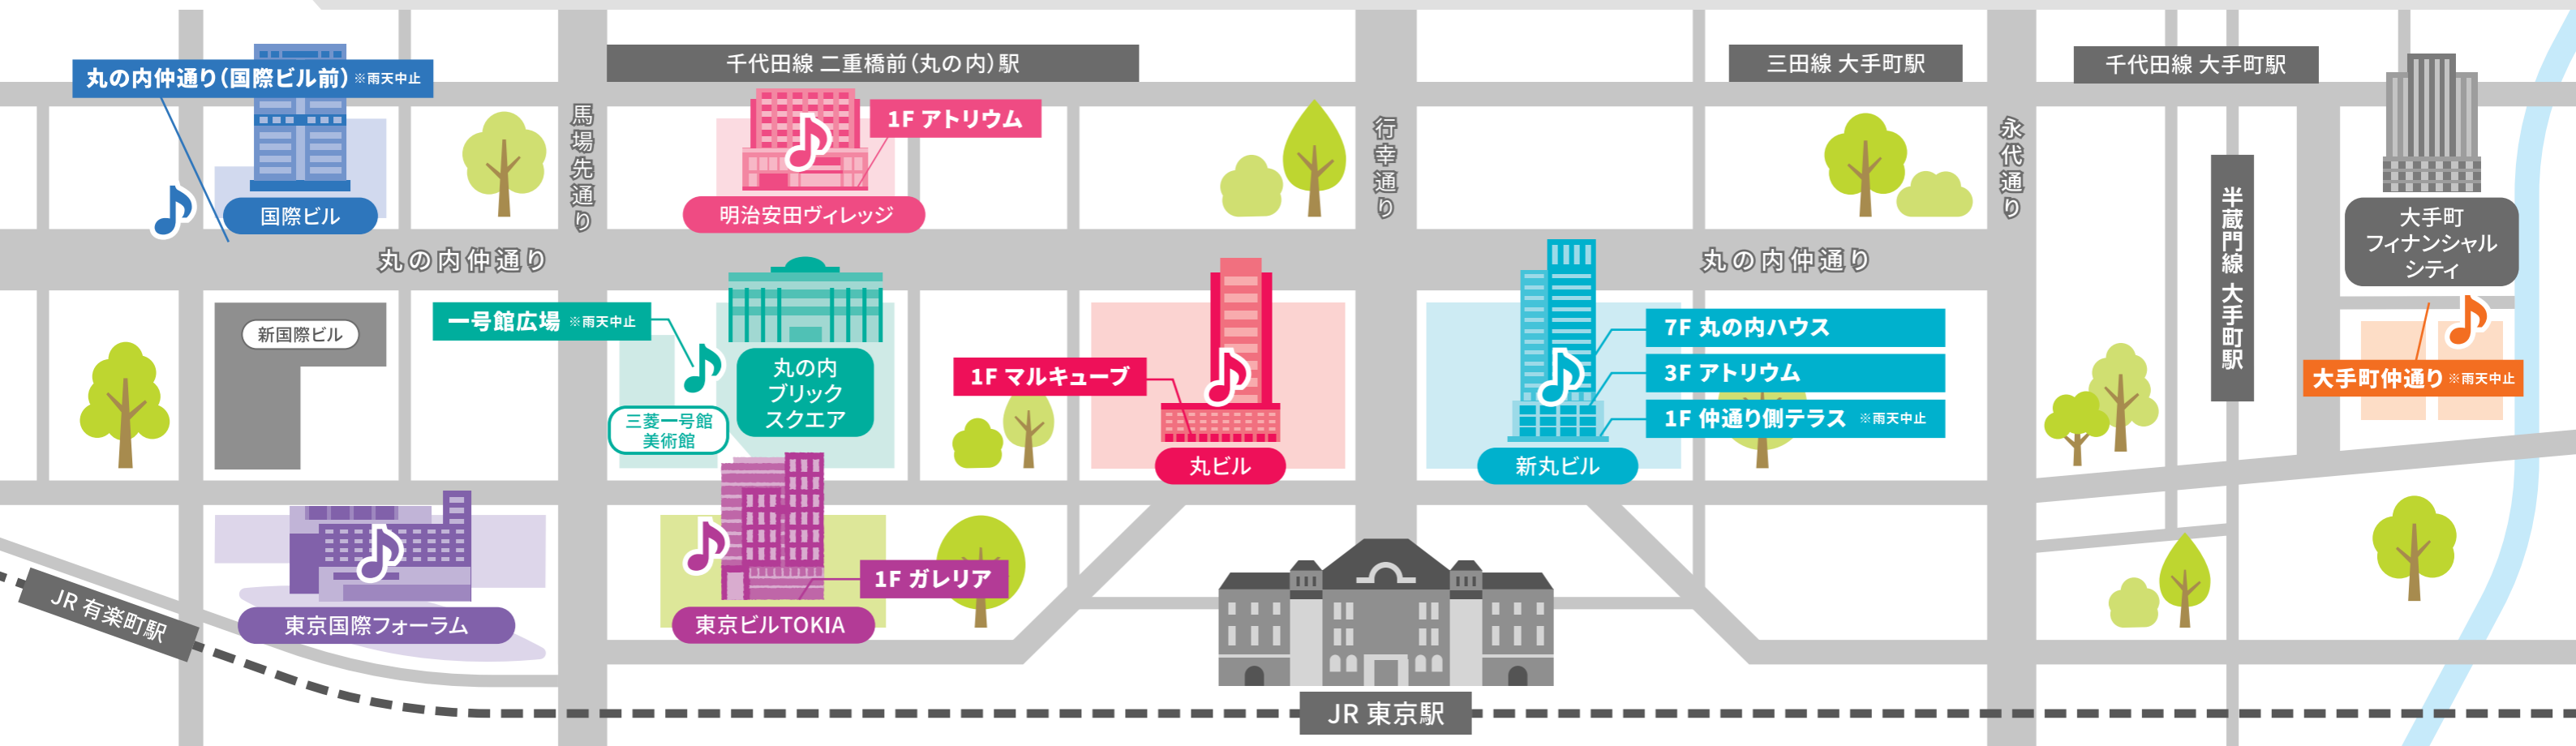 丸の内仲通り（国際ビル前）※雨天中止
国際ビル
千代田線 二重橋前（丸の内）駅
三田線 大手町駅
千代田線 大手町駅
馬場先通り
1F アトリウム
明治安田ヴィレッジ
行幸通り
永代通り
半蔵門線 大手町駅
大手町
フィナンシャル
シティ
丸の内仲通り
丸の内仲通り
新国際ビル
一号館広場 ※雨天中止
丸の内
ブリック
スクエア
三菱一号館
美術館
1F マルキューブ
丸ビル
7F 丸の内ハウス
3F アトリウム
1F 仲通り側テラス ※雨天中止
新丸ビル
大手町仲通り ※雨天中止
JR 有楽町駅
東京国際フォーラム
1F ガレリア
東京ビルTOKIA
JR 東京駅